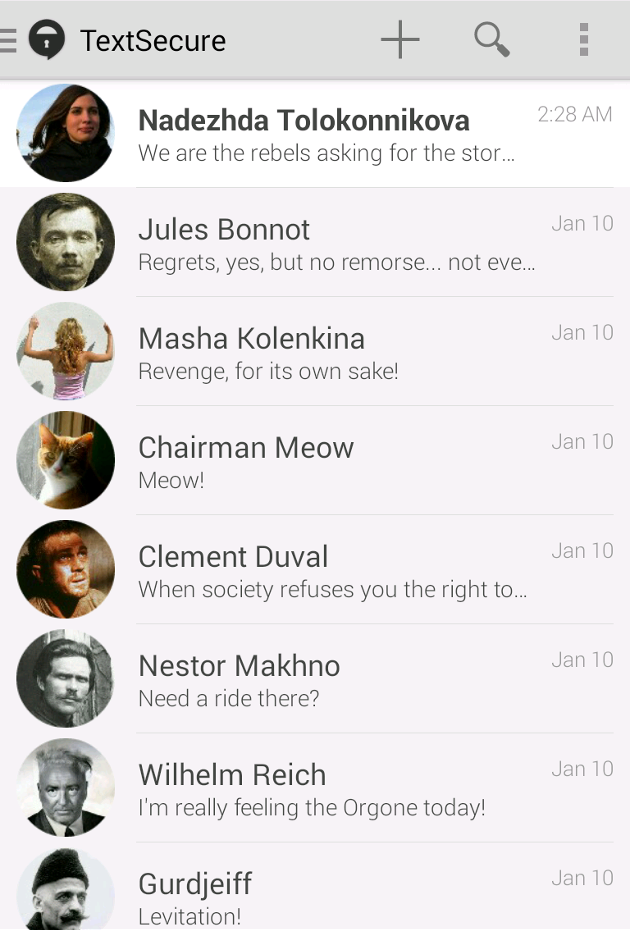 TextSecure
Nadezhda Tolokonnikova
2:28 AM
We are the rebels asking for the stor...
Jules Bonnot
Jan 10
Regrets, yes, but no remorse... not eve...
Masha Kolenkina
Jan 10
Revenge, for its own sake!
Chairman Meow
Jan 10
Meow!
Clement Duval
Jan 10
When society refuses you the right to...
Nestor Makhno
Jan 10
Need a ride there?
Wilhelm Reich
Jan 10
I'm really feeling the Orgone today!
Gurdjeiff
Jan 10
Levitation!